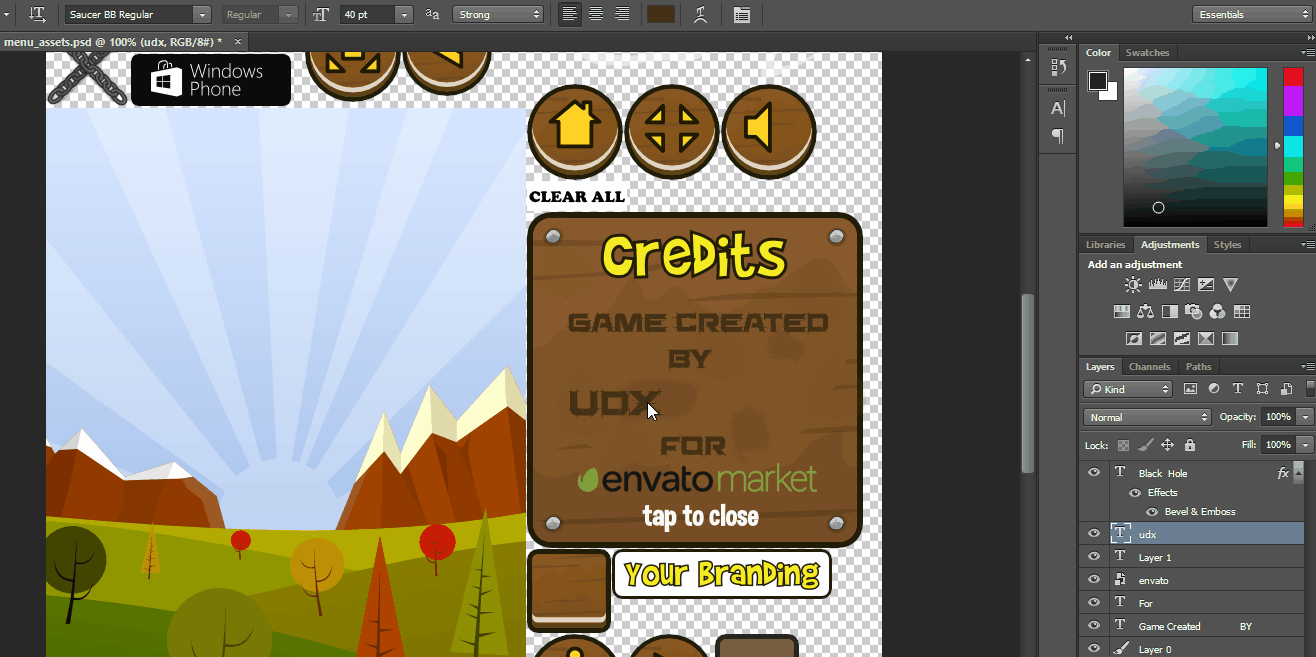 Saucer BB Regular
Regular
40 pt
aa
Strong
Essentials
menu_assets.psd @ 100% (udx, RGB/8#) *
Windows
Phone
CLEAR ALL
Credits
GAME CREATED
BY
UDX
FOR
envatomarket
tap to close
Your Branding
Color
Swatches
Libraries
Adjustments
Styles
Add an adjustment
Layers
Channels
Paths
Kind
Normal
Opacity: 100%
Lock:
Fill: 100%
Black Hole
fx
Effects
Bevel & Emboss
udx
Layer 1
envato
For
Game Created BY
Layer 0